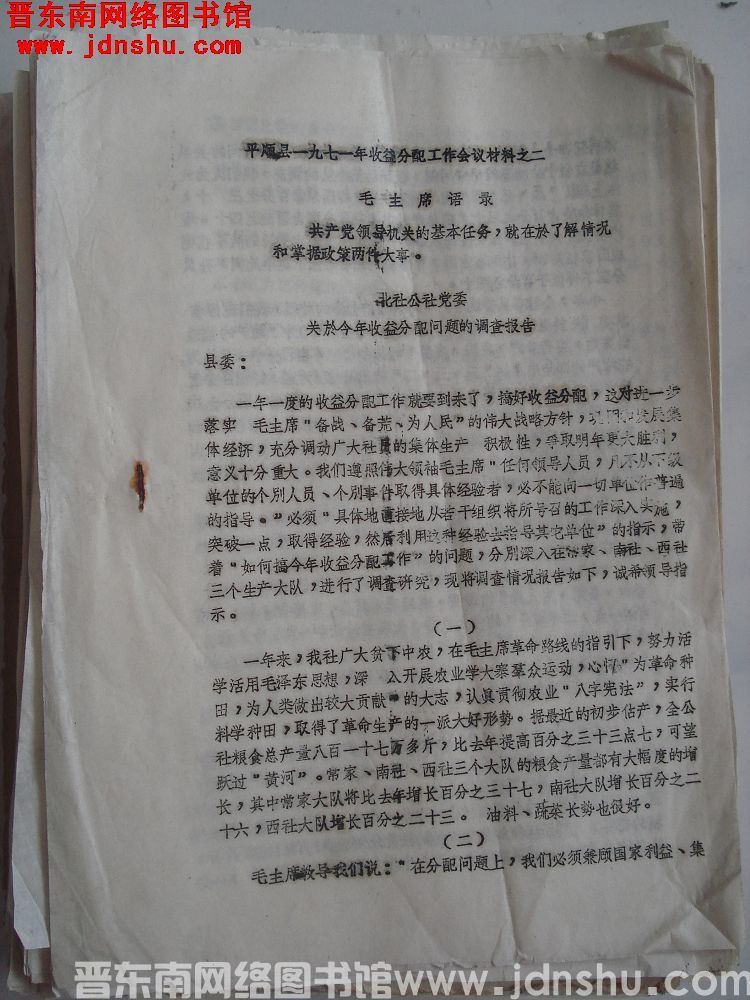 晋东南网络图书馆
www.jdnshu.com
平顺县一九七一年收益分配工作会议材料之二
毛主席语录
共产党领导机关的基本任务，就在於了解情况
和掌握政策两件大事。
北社公社党委
关於今年收益分配问题的调查报告
县委：
一年一度的收益分配工作就要到来了，搞好收益分配，这对进一步
落实 毛主席“备战、备荒、为人民”的伟大战略方针，巩固和发展集
体经济，充分调动广大社员的集体生产 积极性，争取明年更大胜利，
意义十分重大。我们遵照伟大领袖毛主席“任何领导人员，凡不从下级
单位的个别人员、个别事件取得具体经验者，必不能向一切单位作普遍
的指导。”必须“具体地直接地从若干组织将所号召的工作深入实施，
突破一点，取得经验，然后利用这种经验去指导其它单位”的指示，带
着“如何搞今年收益分配工作”的问题，分别深入在常家、南社、西社
三个生产大队，进行了调查研究，现将调查情况报告如下，诚希领导指
示。
（一）
一年来，我社广大贫下中农，在毛主席革命路线的指引下，努力活
学活用毛泽东思想，深 入开展农业学大寨群众运动，心怀“为革命种
田，为人类做出较大贡献”的大志，认真贯彻农业“八字宪法”，实行
科学种田，取得了革命生产的一派大好形势。据最近的初步估产，全公
社粮食总产量八百一十七万多斤，比去年提高百分之三十三点七，可望
跃过“黄河”。常家、南社、西社三个大队的粮食产量都有大幅度的增
长，其中常家大队将比去年增长百分之三十七，南社大队增长百分之二
十六，西社大队增长百分之二十三。 油料、蔬菜长势也很好。
（二）
毛主席教导我们说：“在分配问题上，我们必须兼顾国家利益、集
晋东南网络图书馆www.jdnshu.com